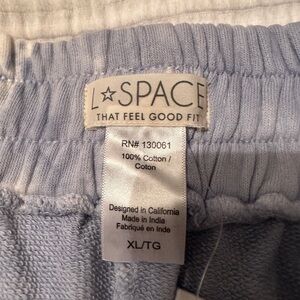 L☆SPACE
THAT FEEL GOOD FIT
RN# 130061
100% Cotton /
Coton
Designed in California
Made in India
Fabriqué en Inde
XL/TG